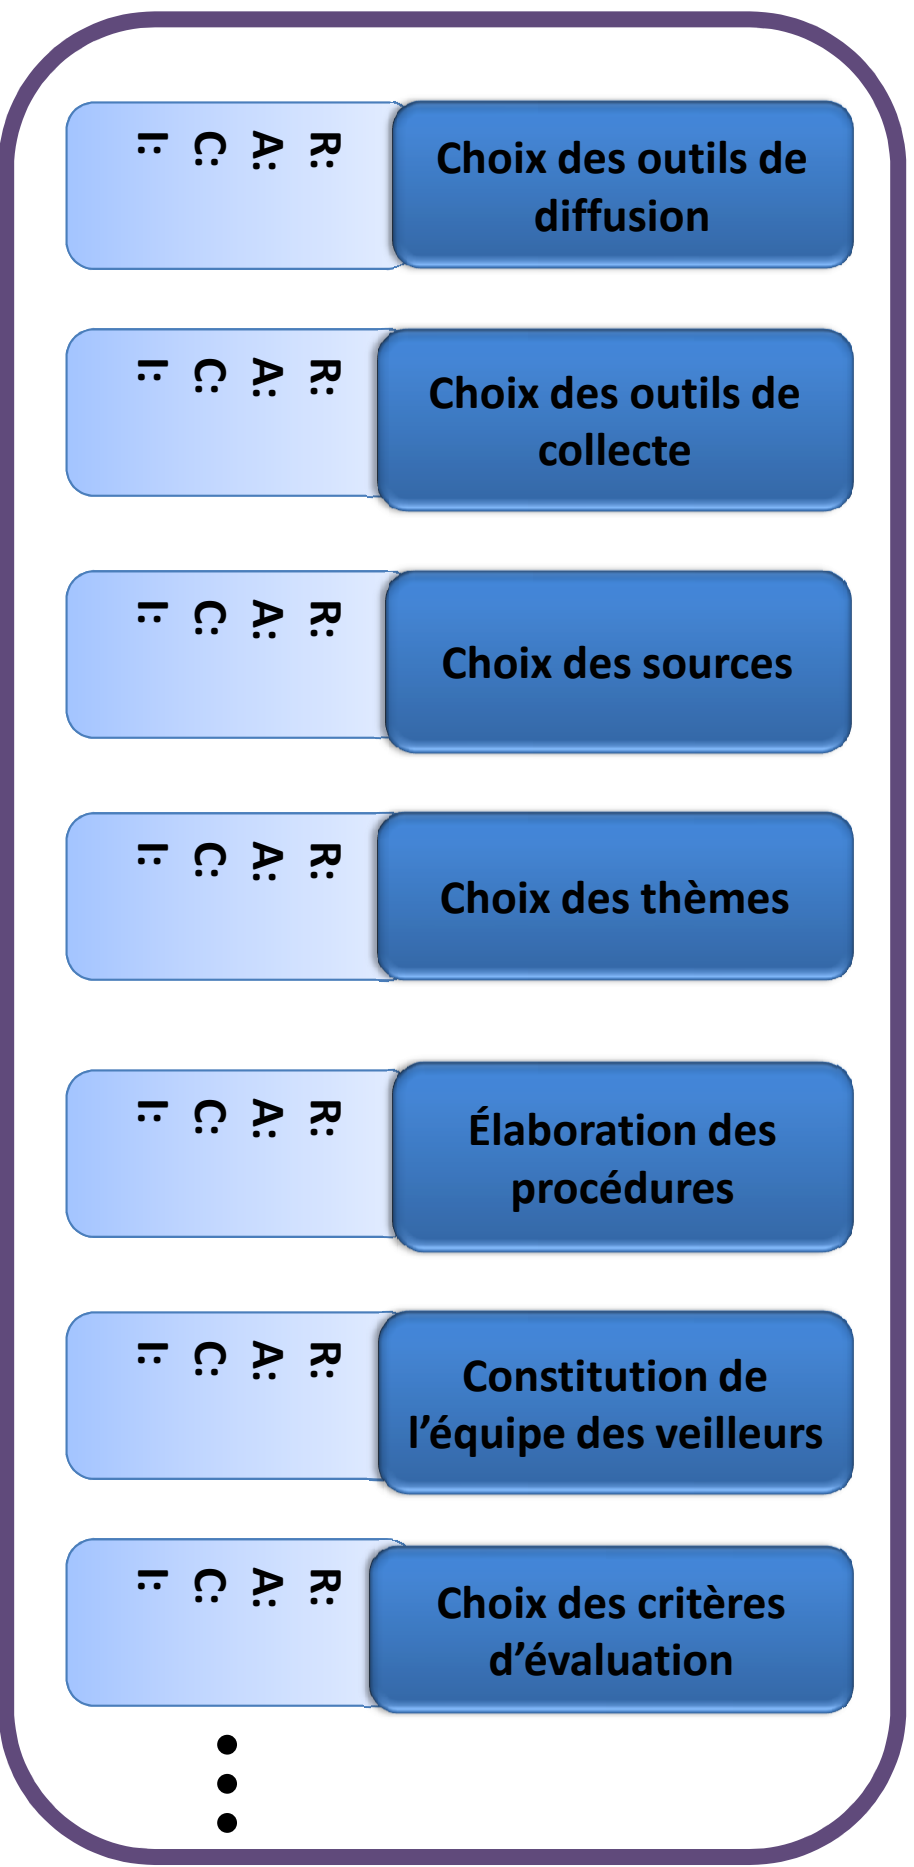 R:
A:
C:
I:
Choix des outils de
diffusion
R:
A:
C:
I:
Choix des outils de
collecte
R:
A:
C:
I:
Choix des sources
R:
A:
C:
I:
Choix des thèmes
R:
A:
C:
I:
Élaboration des
procédures
R:
A:
C:
I:
Constitution de
l’équipe des veilleurs
R:
A:
C:
I:
Choix des critères
d’évaluation